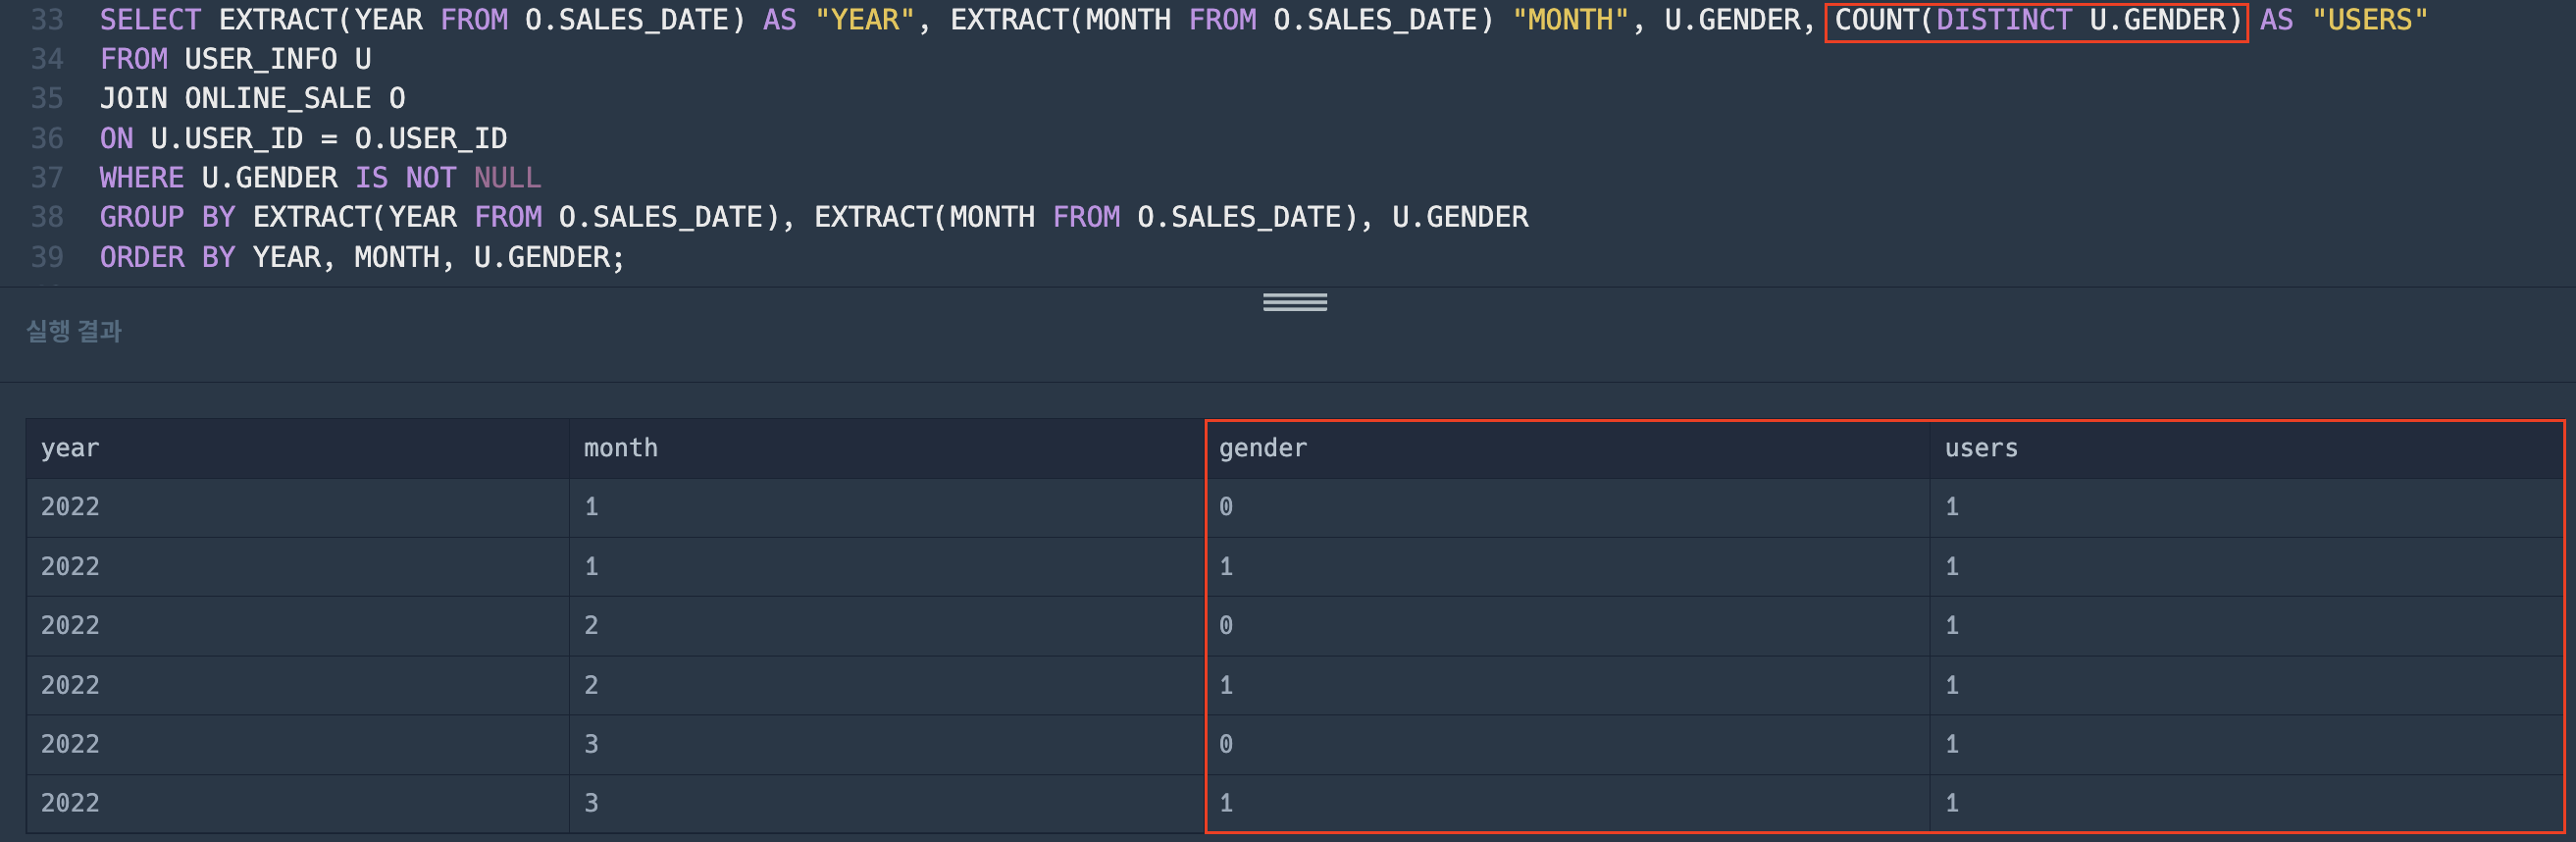 33 SELECT EXTRACT(YEAR FROM O.SALES_DATE) AS "YEAR", EXTRACT(MONTH FROM O.SALES_DATE) "MONTH", U.GENDER, COUNT(DISTINCT U.GENDER) AS "USERS"
34 FROM USER_INFO U
35 JOIN ONLINE_SALE O
36 ON U.USER_ID = O.USER_ID
37 WHERE U.GENDER IS NOT NULL
38 GROUP BY EXTRACT(YEAR FROM O.SALES_DATE), EXTRACT(MONTH FROM O.SALES_DATE), U.GENDER
39 ORDER BY YEAR, MONTH, U.GENDER;
실행 결과
year month gender users
2022 1 0 1
2022 1 1 1
2022 2 0 1
2022 2 1 1
2022 3 0 1
2022 3 1 1